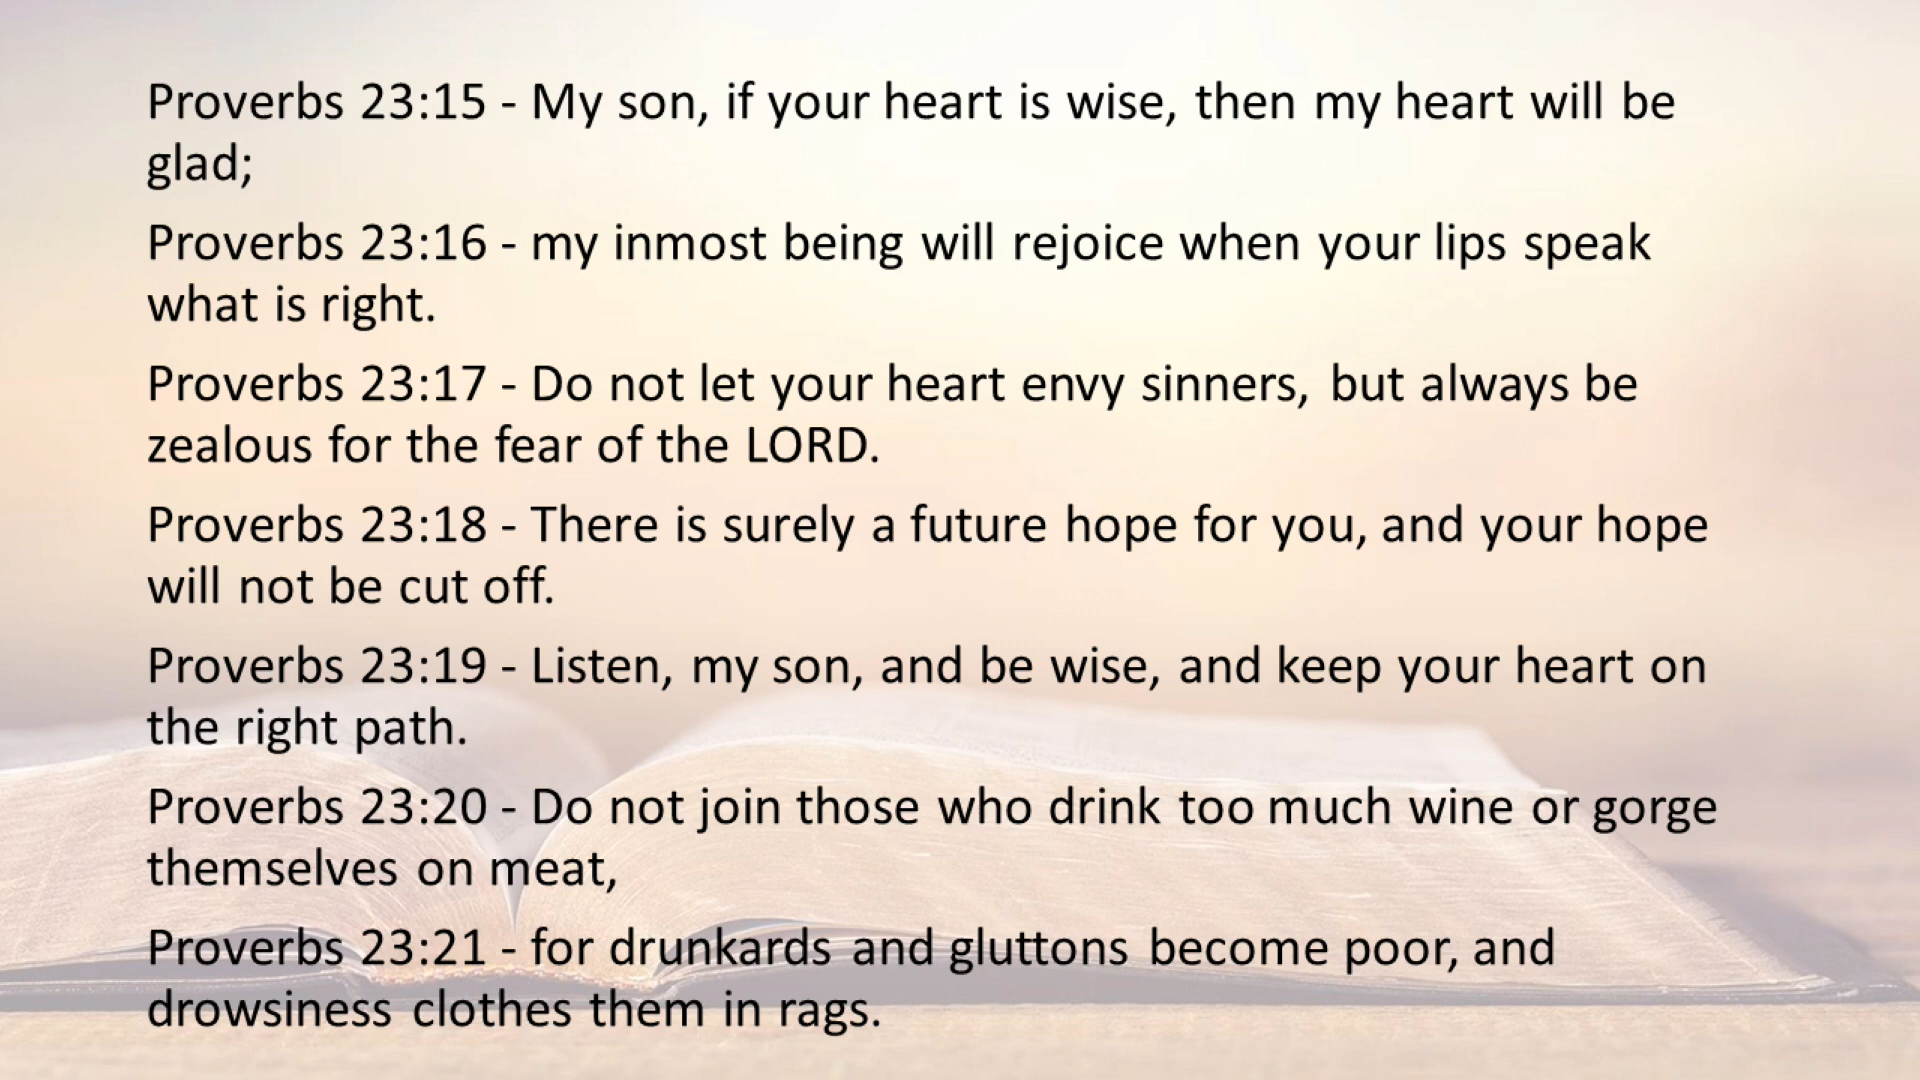 Proverbs 23:15 - My son, if your heart is wise, then my heart will be
glad;
Proverbs 23:16 - my inmost being will rejoice when your lips speak
what is right.
Proverbs 23:17 - Do not let your heart envy sinners, but always be
zealous for the fear of the LORD.
Proverbs 23:18 - There is surely a future hope for you, and your hope
will not be cut off.
Proverbs 23:19 - Listen, my son, and be wise, and keep your heart on
the right path.
Proverbs 23:20 - Do not join those who drink too much wine or gorge
themselves on meat,
Proverbs 23:21 - for drunkards and gluttons become poor, and
drowsiness clothes them in rags.